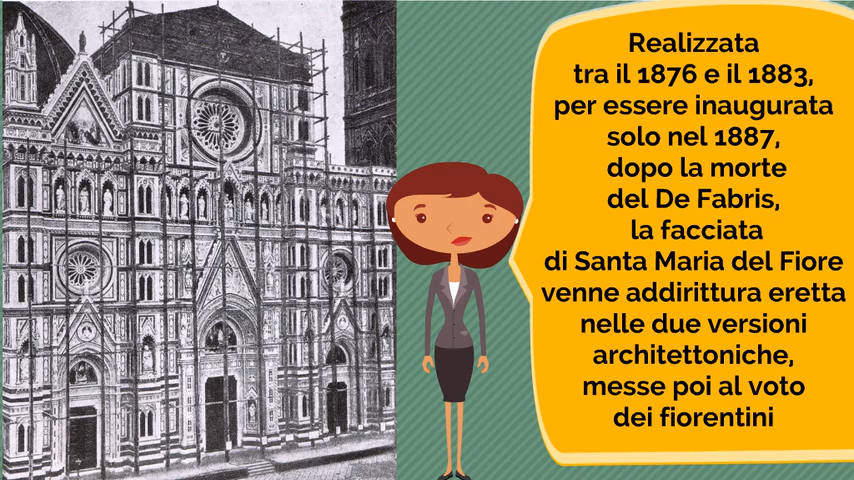 Realizzata
tra il 1876 e il 1883,
per essere inaugurata
solo nel 1887,
dopo la morte
del De Fabris,
la facciata
di Santa Maria del Fiore
venne addirittura eretta
nelle due versioni
architettoniche,
messe poi al voto
dei fiorentini